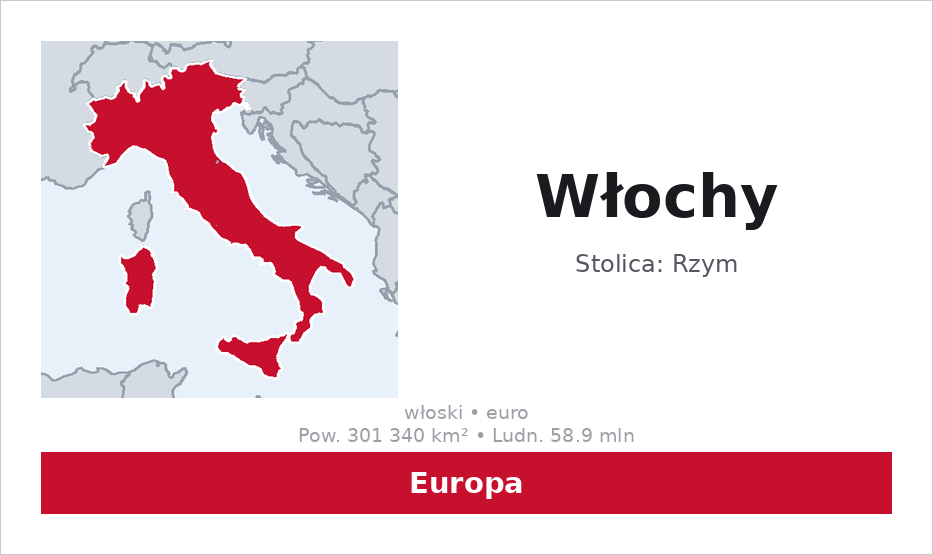 Włochy
Stolica: Rzym
włoski • euro
Pow. 301 340 km² • Ludn. 58.9 mln
Europa